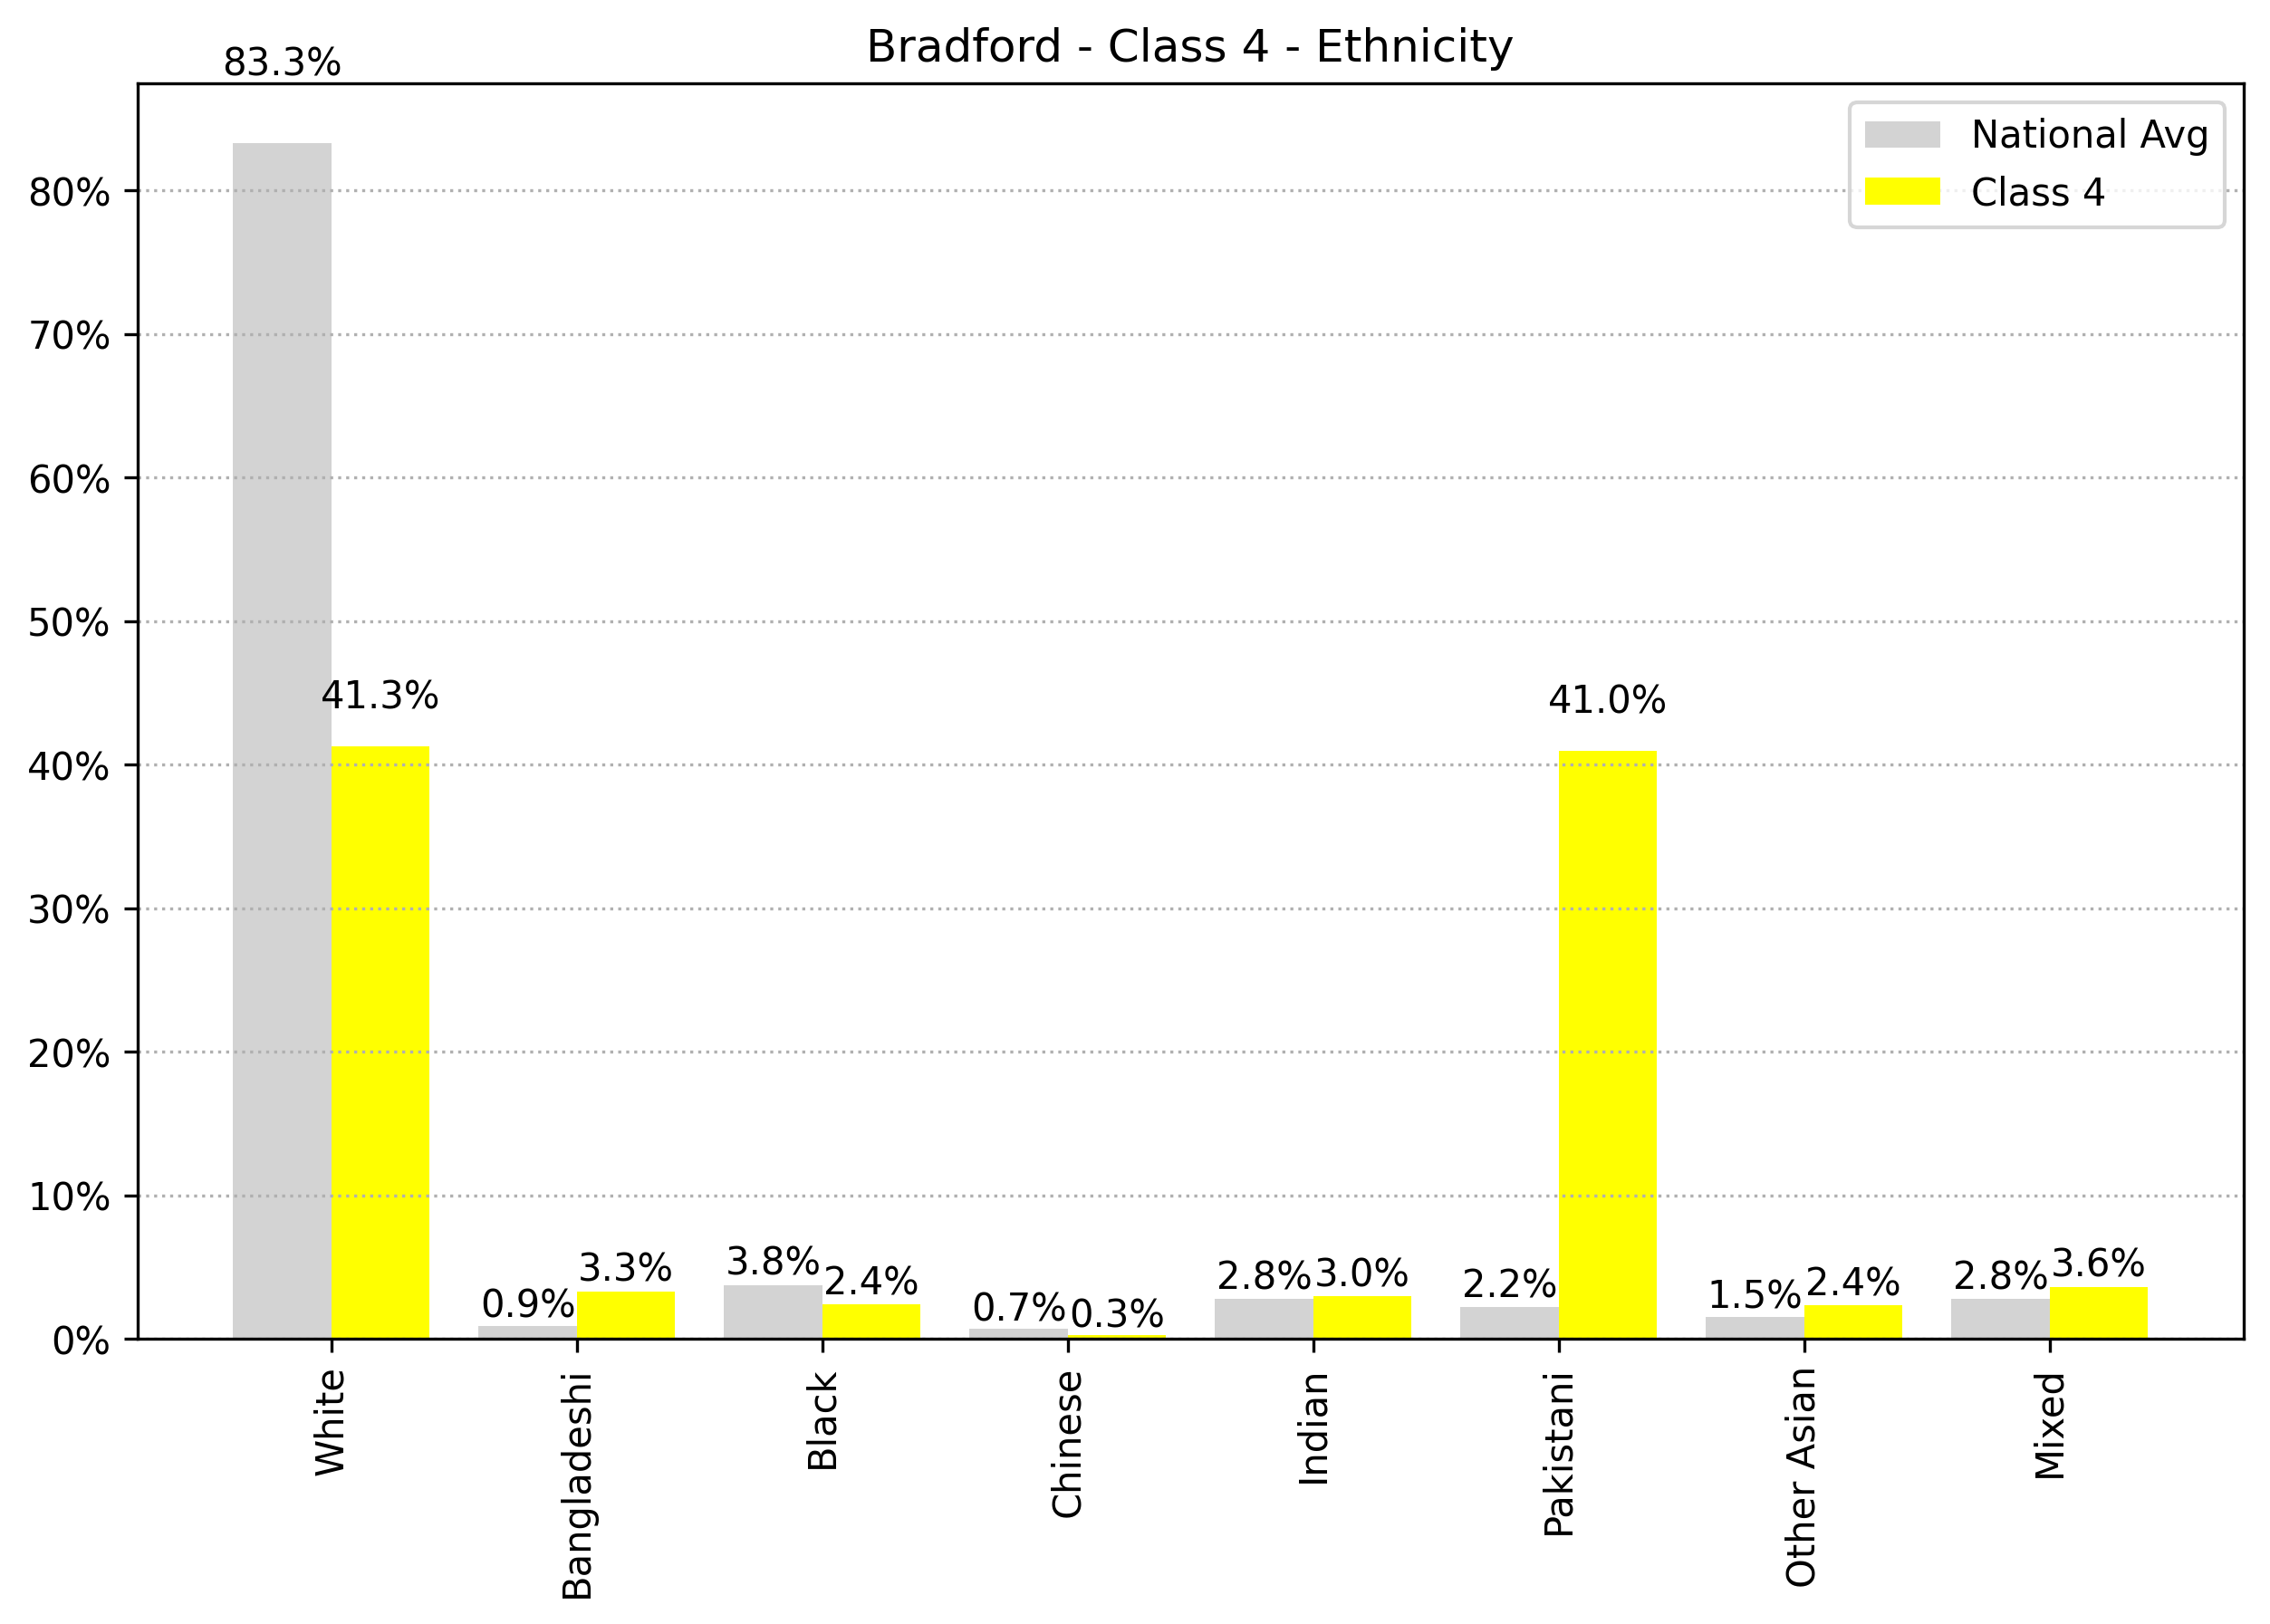 Bradford - Class 4 - Ethnicity
83.3%
National Avg
Class 4
80%
70%
60%
50%
41.3%
41.0%
40%
30%
20%
10%
0.9%
3.3%
3.8%
2.4%
0.7%
0.3%
2.8%
3.0%
2.2%
1.5%
2.4%
2.8%
3.6%
0%
White
Bangladeshi
Black
Chinese
Indian
Pakistani
Other Asian
Mixed